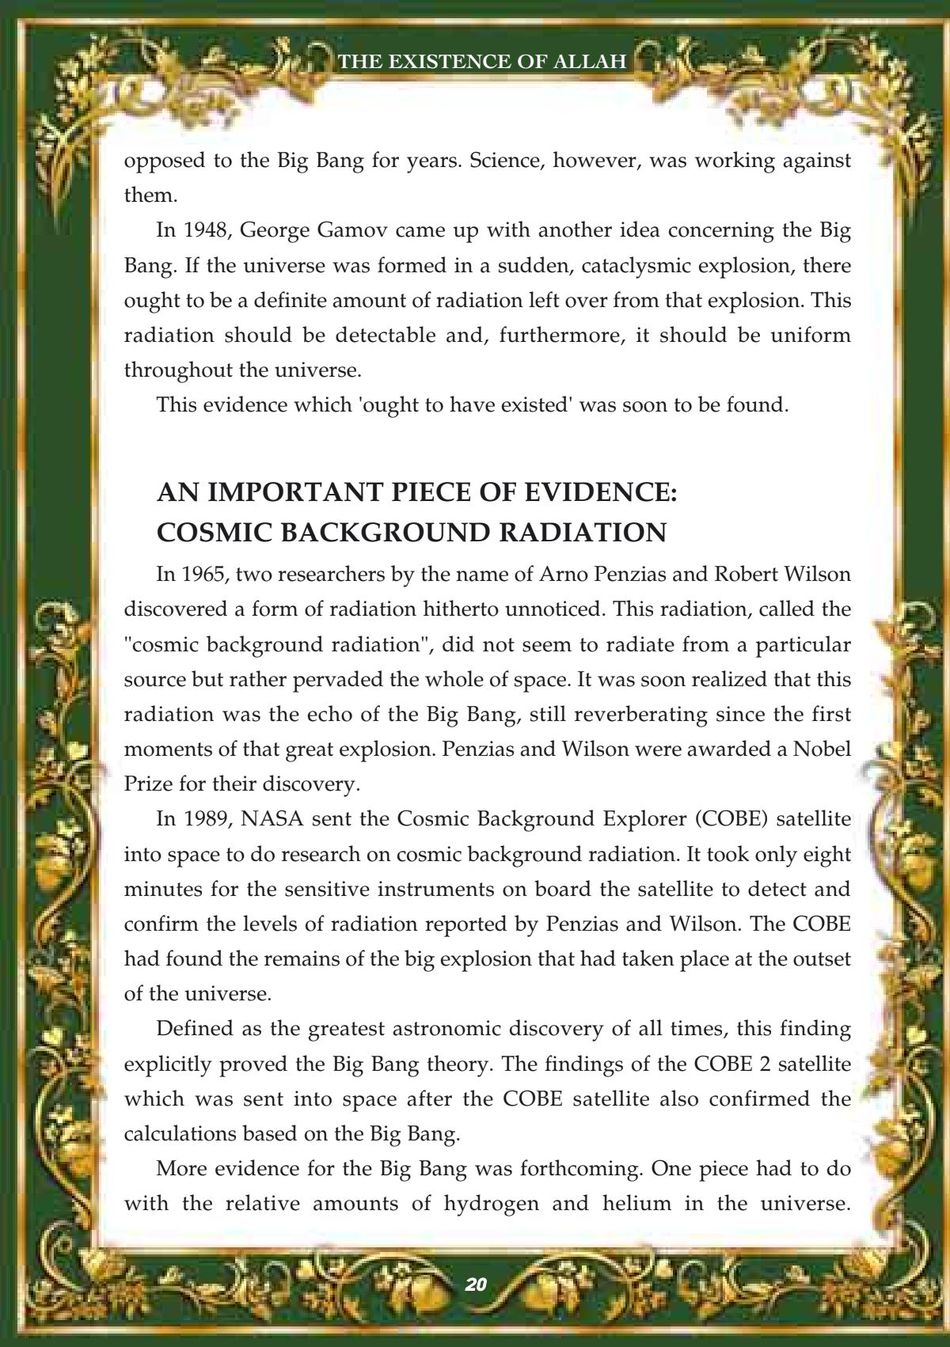 THE EXISTENCE OF ALLAH
opposed to the Big Bang for years. Science, however, was working against
them.
In 1948, George Gamov came up with another idea concerning the Big
Bang. If the universe was formed in a sudden, cataclysmic explosion, there
ought to be a definite amount of radiation left over from that explosion. This
radiation should be detectable and, furthermore, it should be uniform
throughout the universe.
This evidence which 'ought to have existed' was soon to be found.
AN IMPORTANT PIECE OF EVIDENCE:
COSMIC BACKGROUND RADIATION
In 1965, two researchers by the name of Arno Penzias and Robert Wilson
discovered a form of radiation hitherto unnoticed. This radiation, called the
"cosmic background radiation", did not seem to radiate from a particular
source but rather pervaded the whole of space. It was soon realized that this
radiation was the echo of the Big Bang, still reverberating since the first
moments of that great explosion. Penzias and Wilson were awarded a Nobel
Prize for their discovery.
In 1989, NASA sent the Cosmic Background Explorer (COBE) satellite
into space to do research on cosmic background radiation. It took only eight
minutes for the sensitive instruments on board the satellite to detect and
confirm the levels of radiation reported by Penzias and Wilson. The COBE
had found the remains of the big explosion that had taken place at the outset
of the universe.
Defined as the greatest astronomic discovery of all times, this finding
explicitly proved the Big Bang theory. The findings of the COBE 2 satellite
which was sent into space after the COBE satellite also confirmed the
calculations based on the Big Bang.
More evidence for the Big Bang was forthcoming. One piece had to do
with the relative amounts of hydrogen and helium in the universe.
20